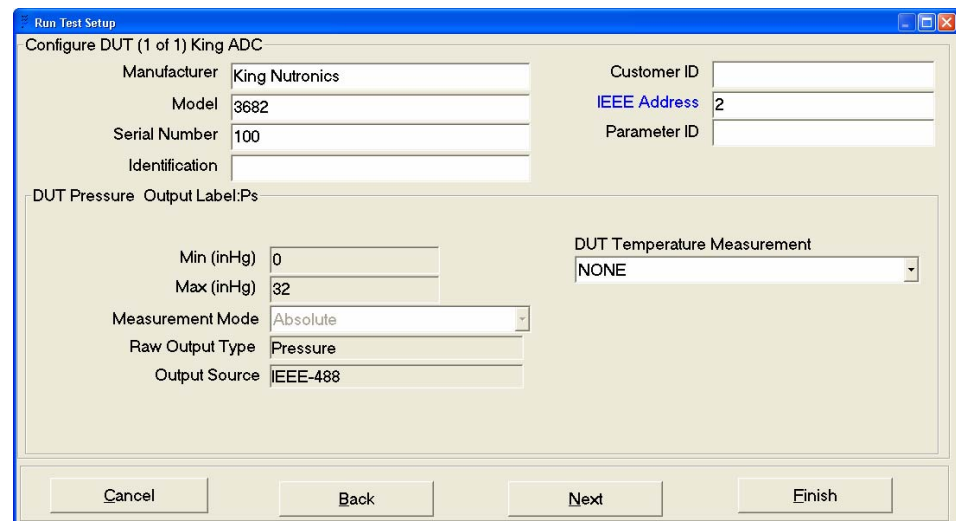 Run Test Setup
Configure DUT (1 of 1) King ADC
Manufacturer King Nutronics
Model 3682
Serial Number 100
Identification
Customer ID
IEEE Address 2
Parameter ID
DUT Pressure Output Label:Ps
Min (inHg) 0
Max (inHg) 32
Measurement Mode Absolute
Raw Output Type Pressure
Output Source IEEE-488
DUT Temperature Measurement
NONE
Cancel
Back
Next
Finish